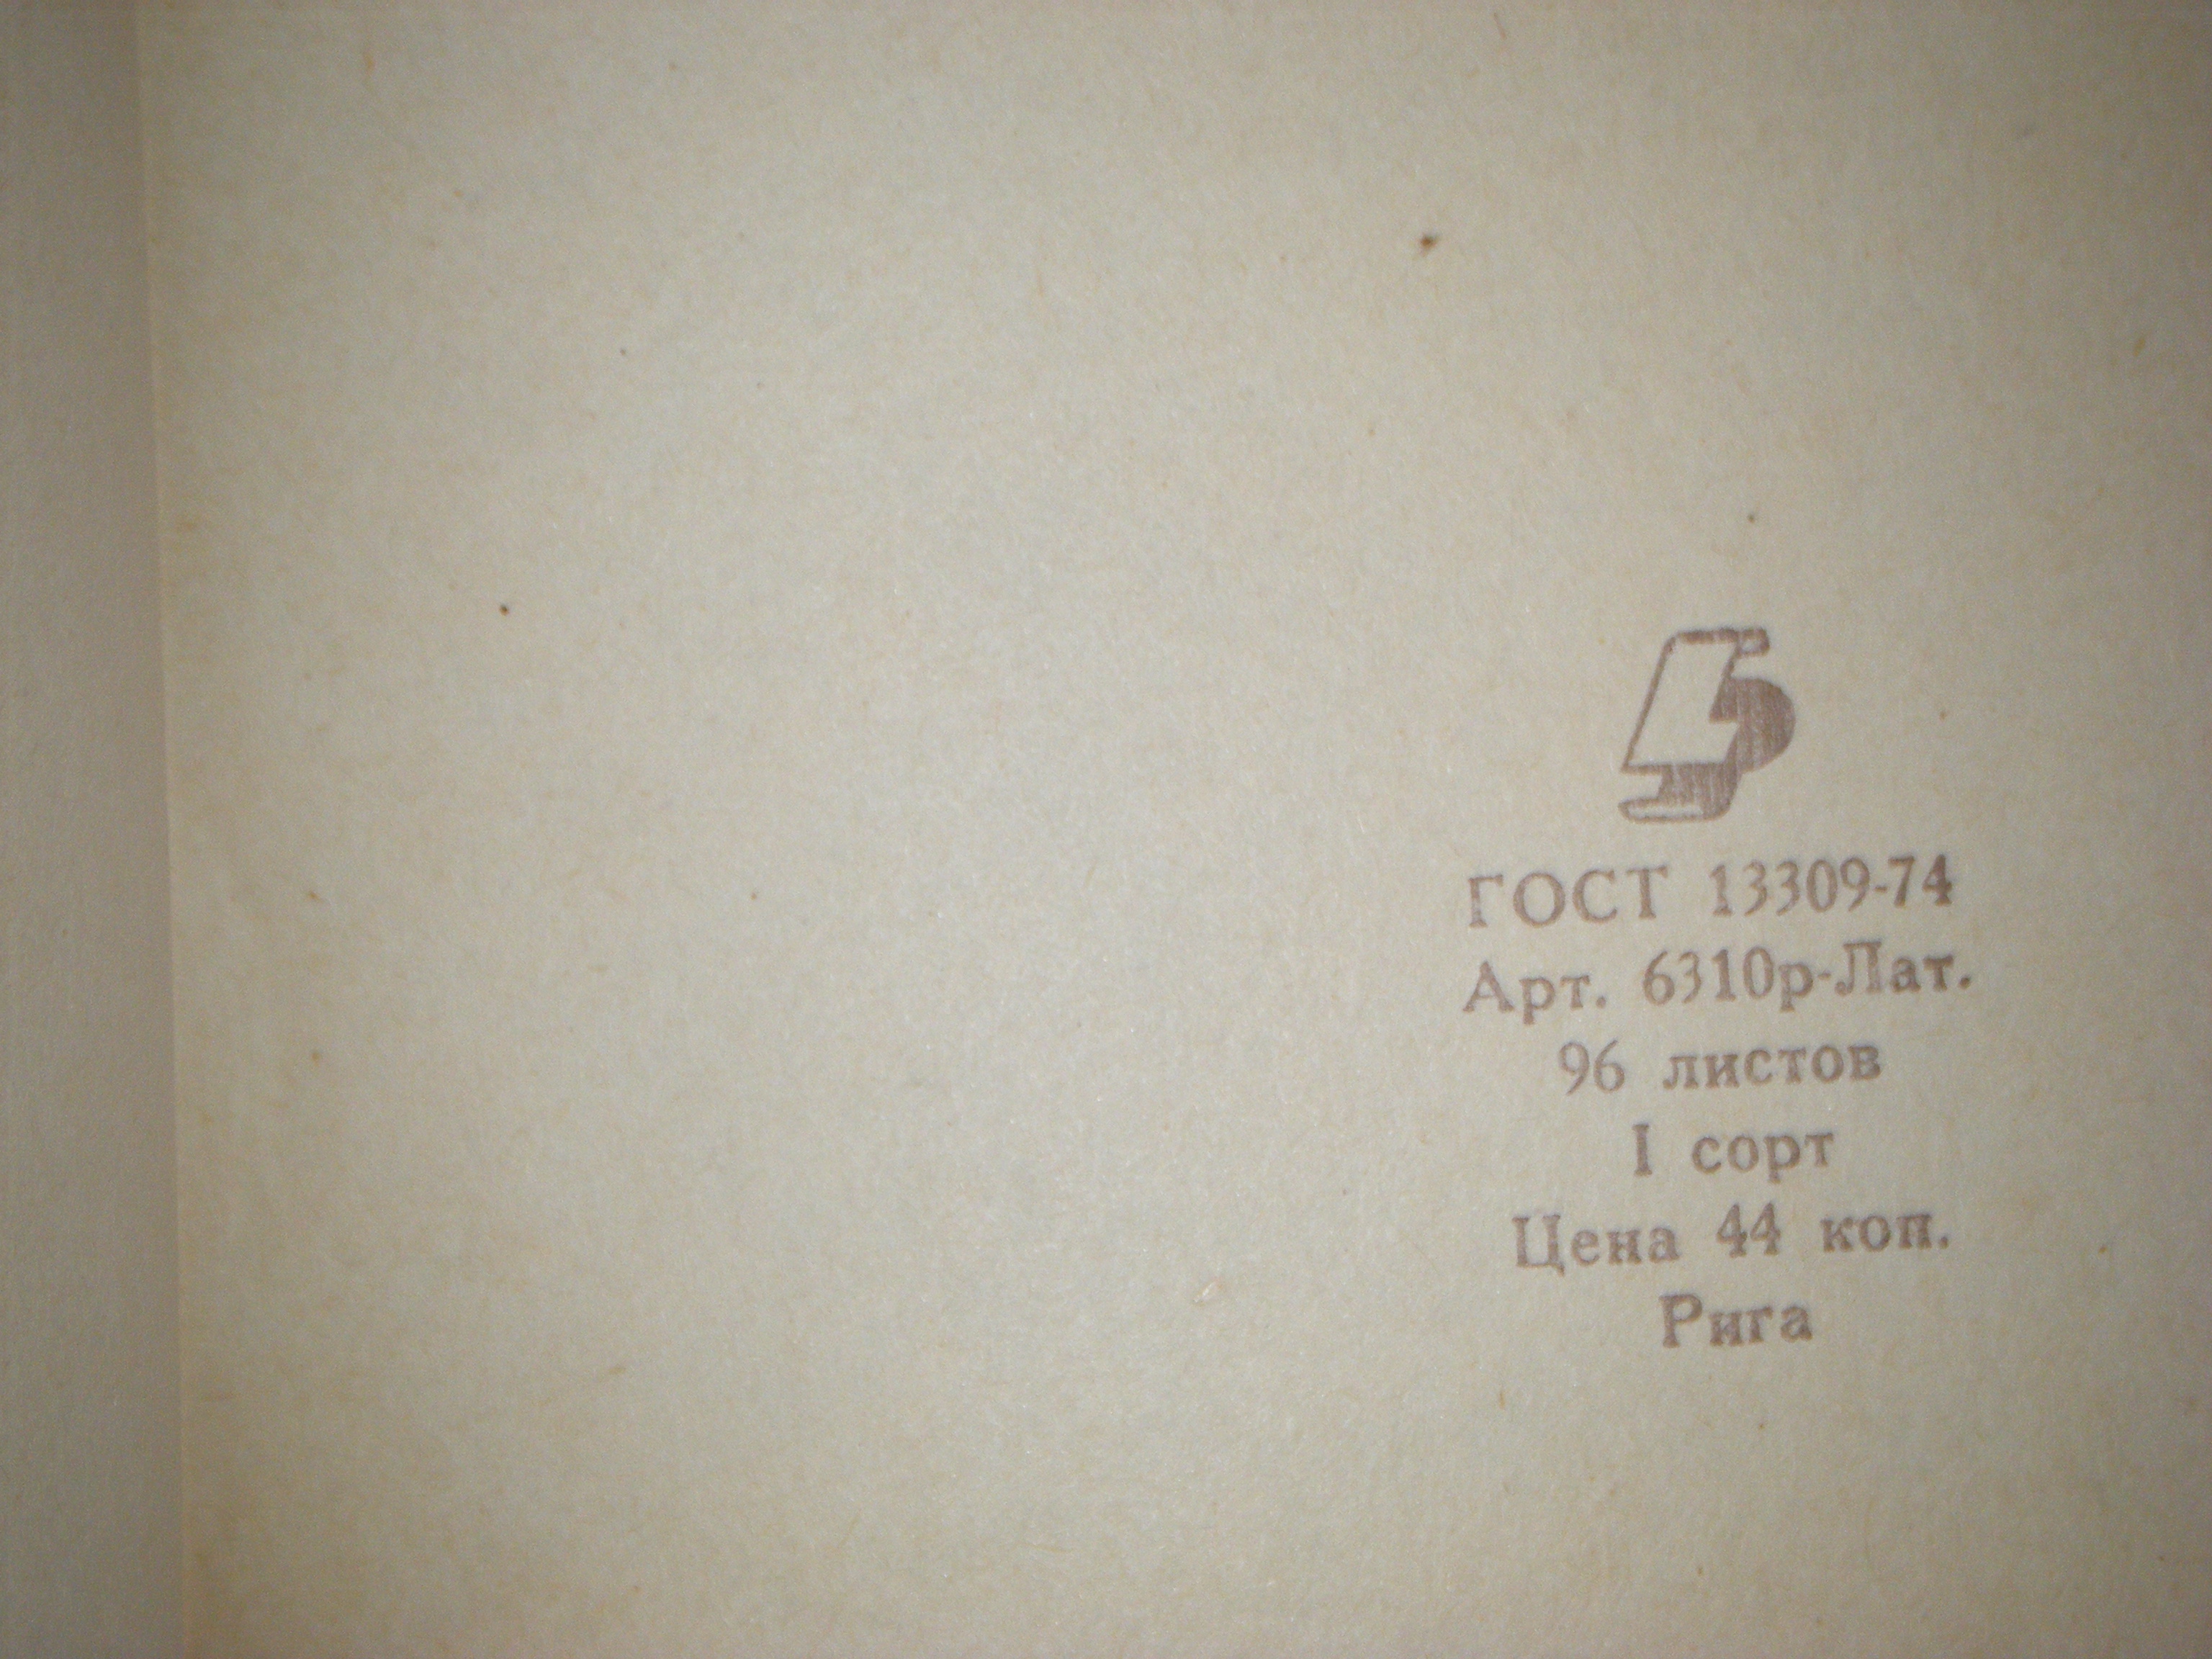 ГОСТ 13309-74
Арт. 6310р-Лат.
96 листов
I сорт
Цена 44 коп.
Рига